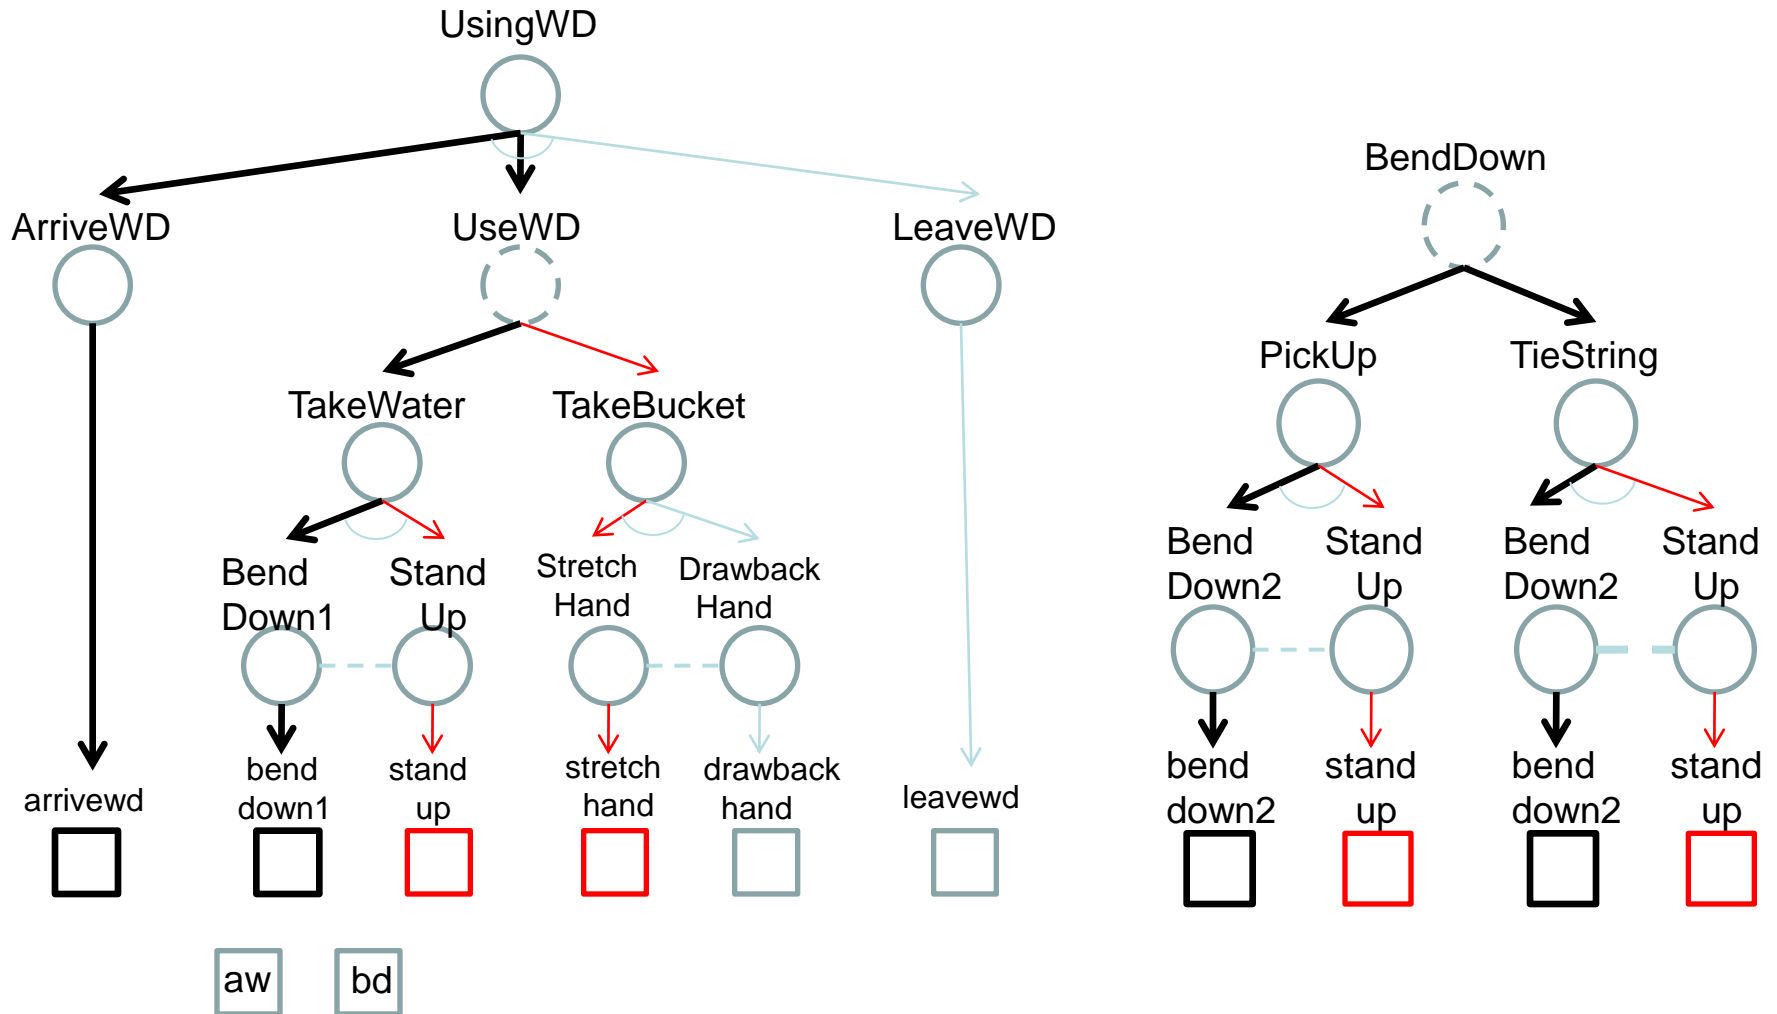 UsingWD
BendDown
ArriveWD
UseWD
LeaveWD
PickUp
TieString
TakeWater
TakeBucket
Bend
Down1
Stand
Up
Stretch
Hand
Drawback
Hand
Bend
Down2
Stand
Up
Bend
Down2
Stand
Up
arrivewd
bend
down1
stand
up
stretch
hand
drawback
hand
leavewd
bend
down2
stand
up
bend
down2
stand
up
aw
bd